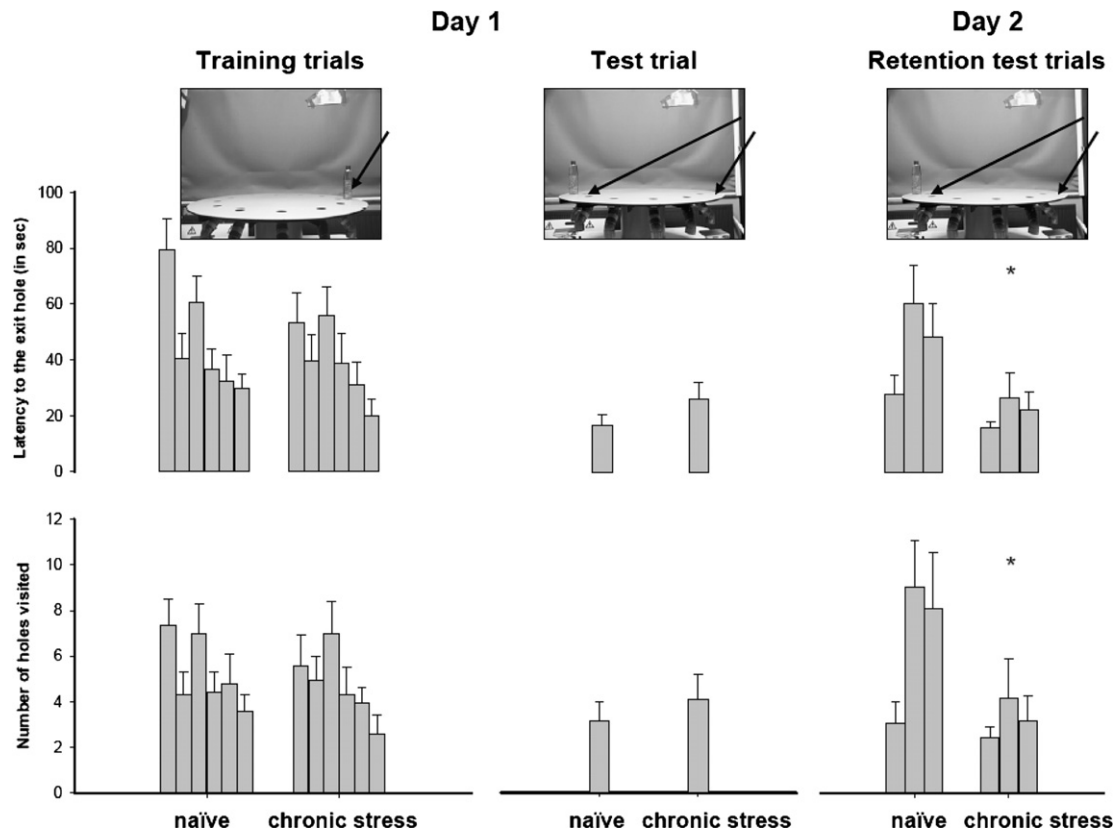 Day 1
Day 2
Training trials
Test trial
Retention test trials
Latency to the exit hole (in sec)
100
80
60
40
20
0
*
Number of holes visited
12
10
8
6
4
2
0
*
naïve chronic stress
naïve chronic stress
naïve chronic stress